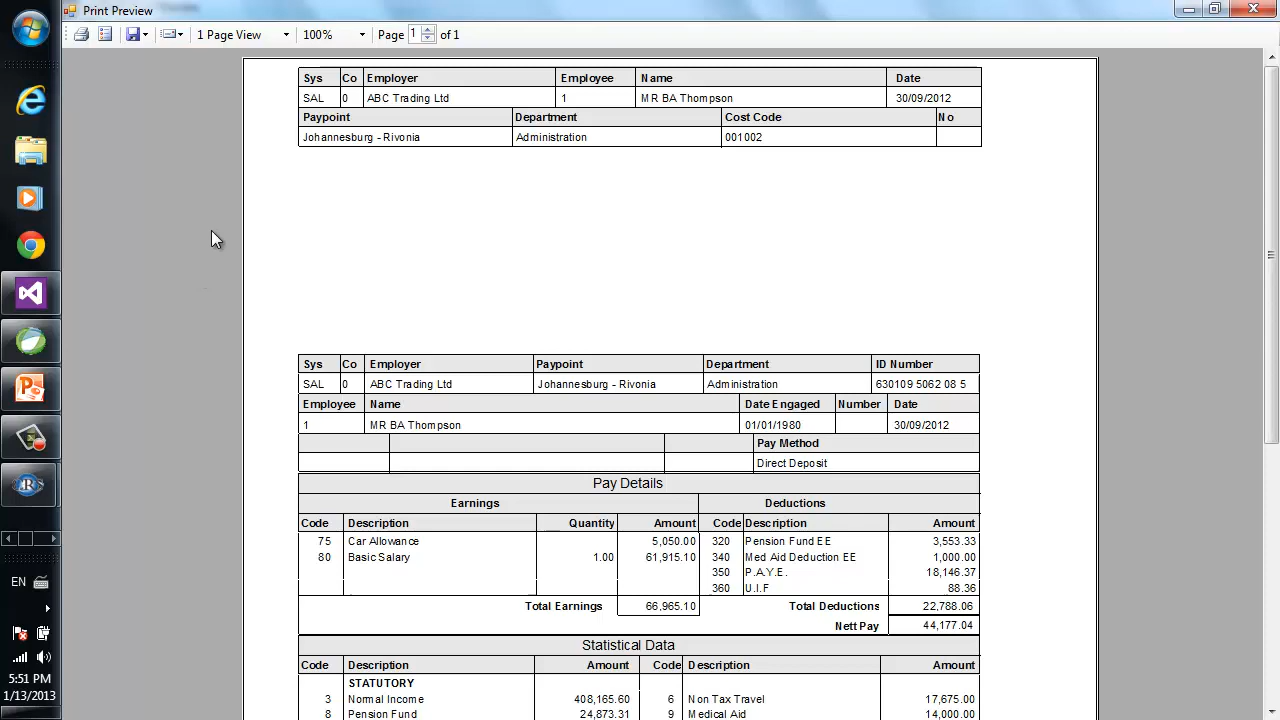 Print Preview
1 Page View 100% Page 1 of 1
Sys Co Employer Employee Name Date
SAL 0 ABC Trading Ltd 1 MR BA Thompson 30/09/2012
Paypoint Department Cost Code No
Johannesburg - Rivonia Administration 001002
Sys Co Employer Paypoint Department ID Number
SAL 0 ABC Trading Ltd Johannesburg - Rivonia Administration 630109 5062 08 5
Employee Name Date Engaged Number Date
1 MR BA Thompson 01/01/1980 30/09/2012
Pay Method
Direct Deposit
Pay Details
Earnings Deductions
Code Description Quantity Amount Code Description Amount
75 Car Allowance 5,050.00 320 Pension Fund EE 3,553.33
80 Basic Salary 1.00 61,915.10 340 Med Aid Deduction EE 1,000.00
350 P.A.Y.E. 18,146.37
360 U.I.F 88.36
Total Earnings 66,965.10 Total Deductions 22,788.06
Nett Pay 44,177.04
Statistical Data
Code Description Amount Code Description Amount
STATUTORY
3 Normal Income 408,165.60 6 Non Tax Travel 17,675.00
8 Pension Fund 24,873.31 9 Medical Aid 14,000.00
EN
5:51 PM
1/13/2013